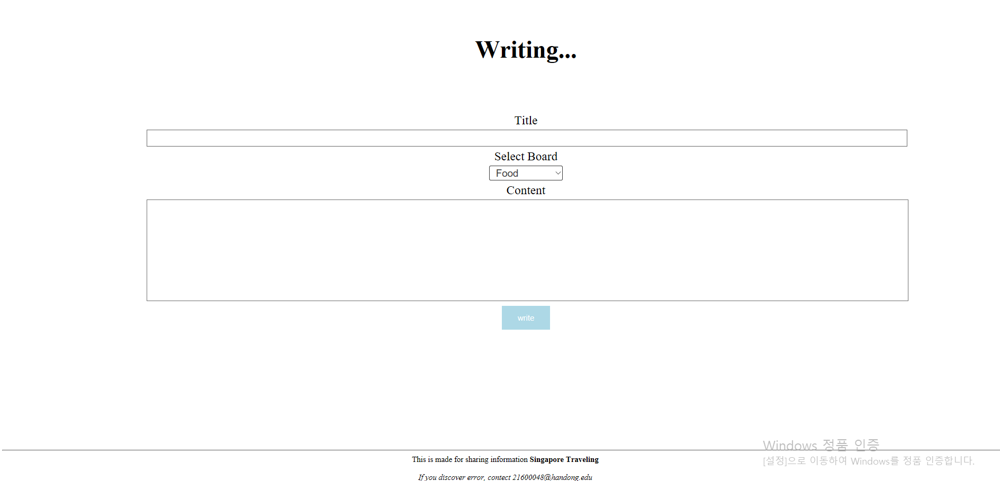 Writing...
Title
Select Board
Food
Content
write
Windows 정품 인증
This is made for sharing information Singapore Traveling
[설정]으로 이동하여 Windows를 정품 인증합니다.
If you discover error, contect 21600048@handong.edu